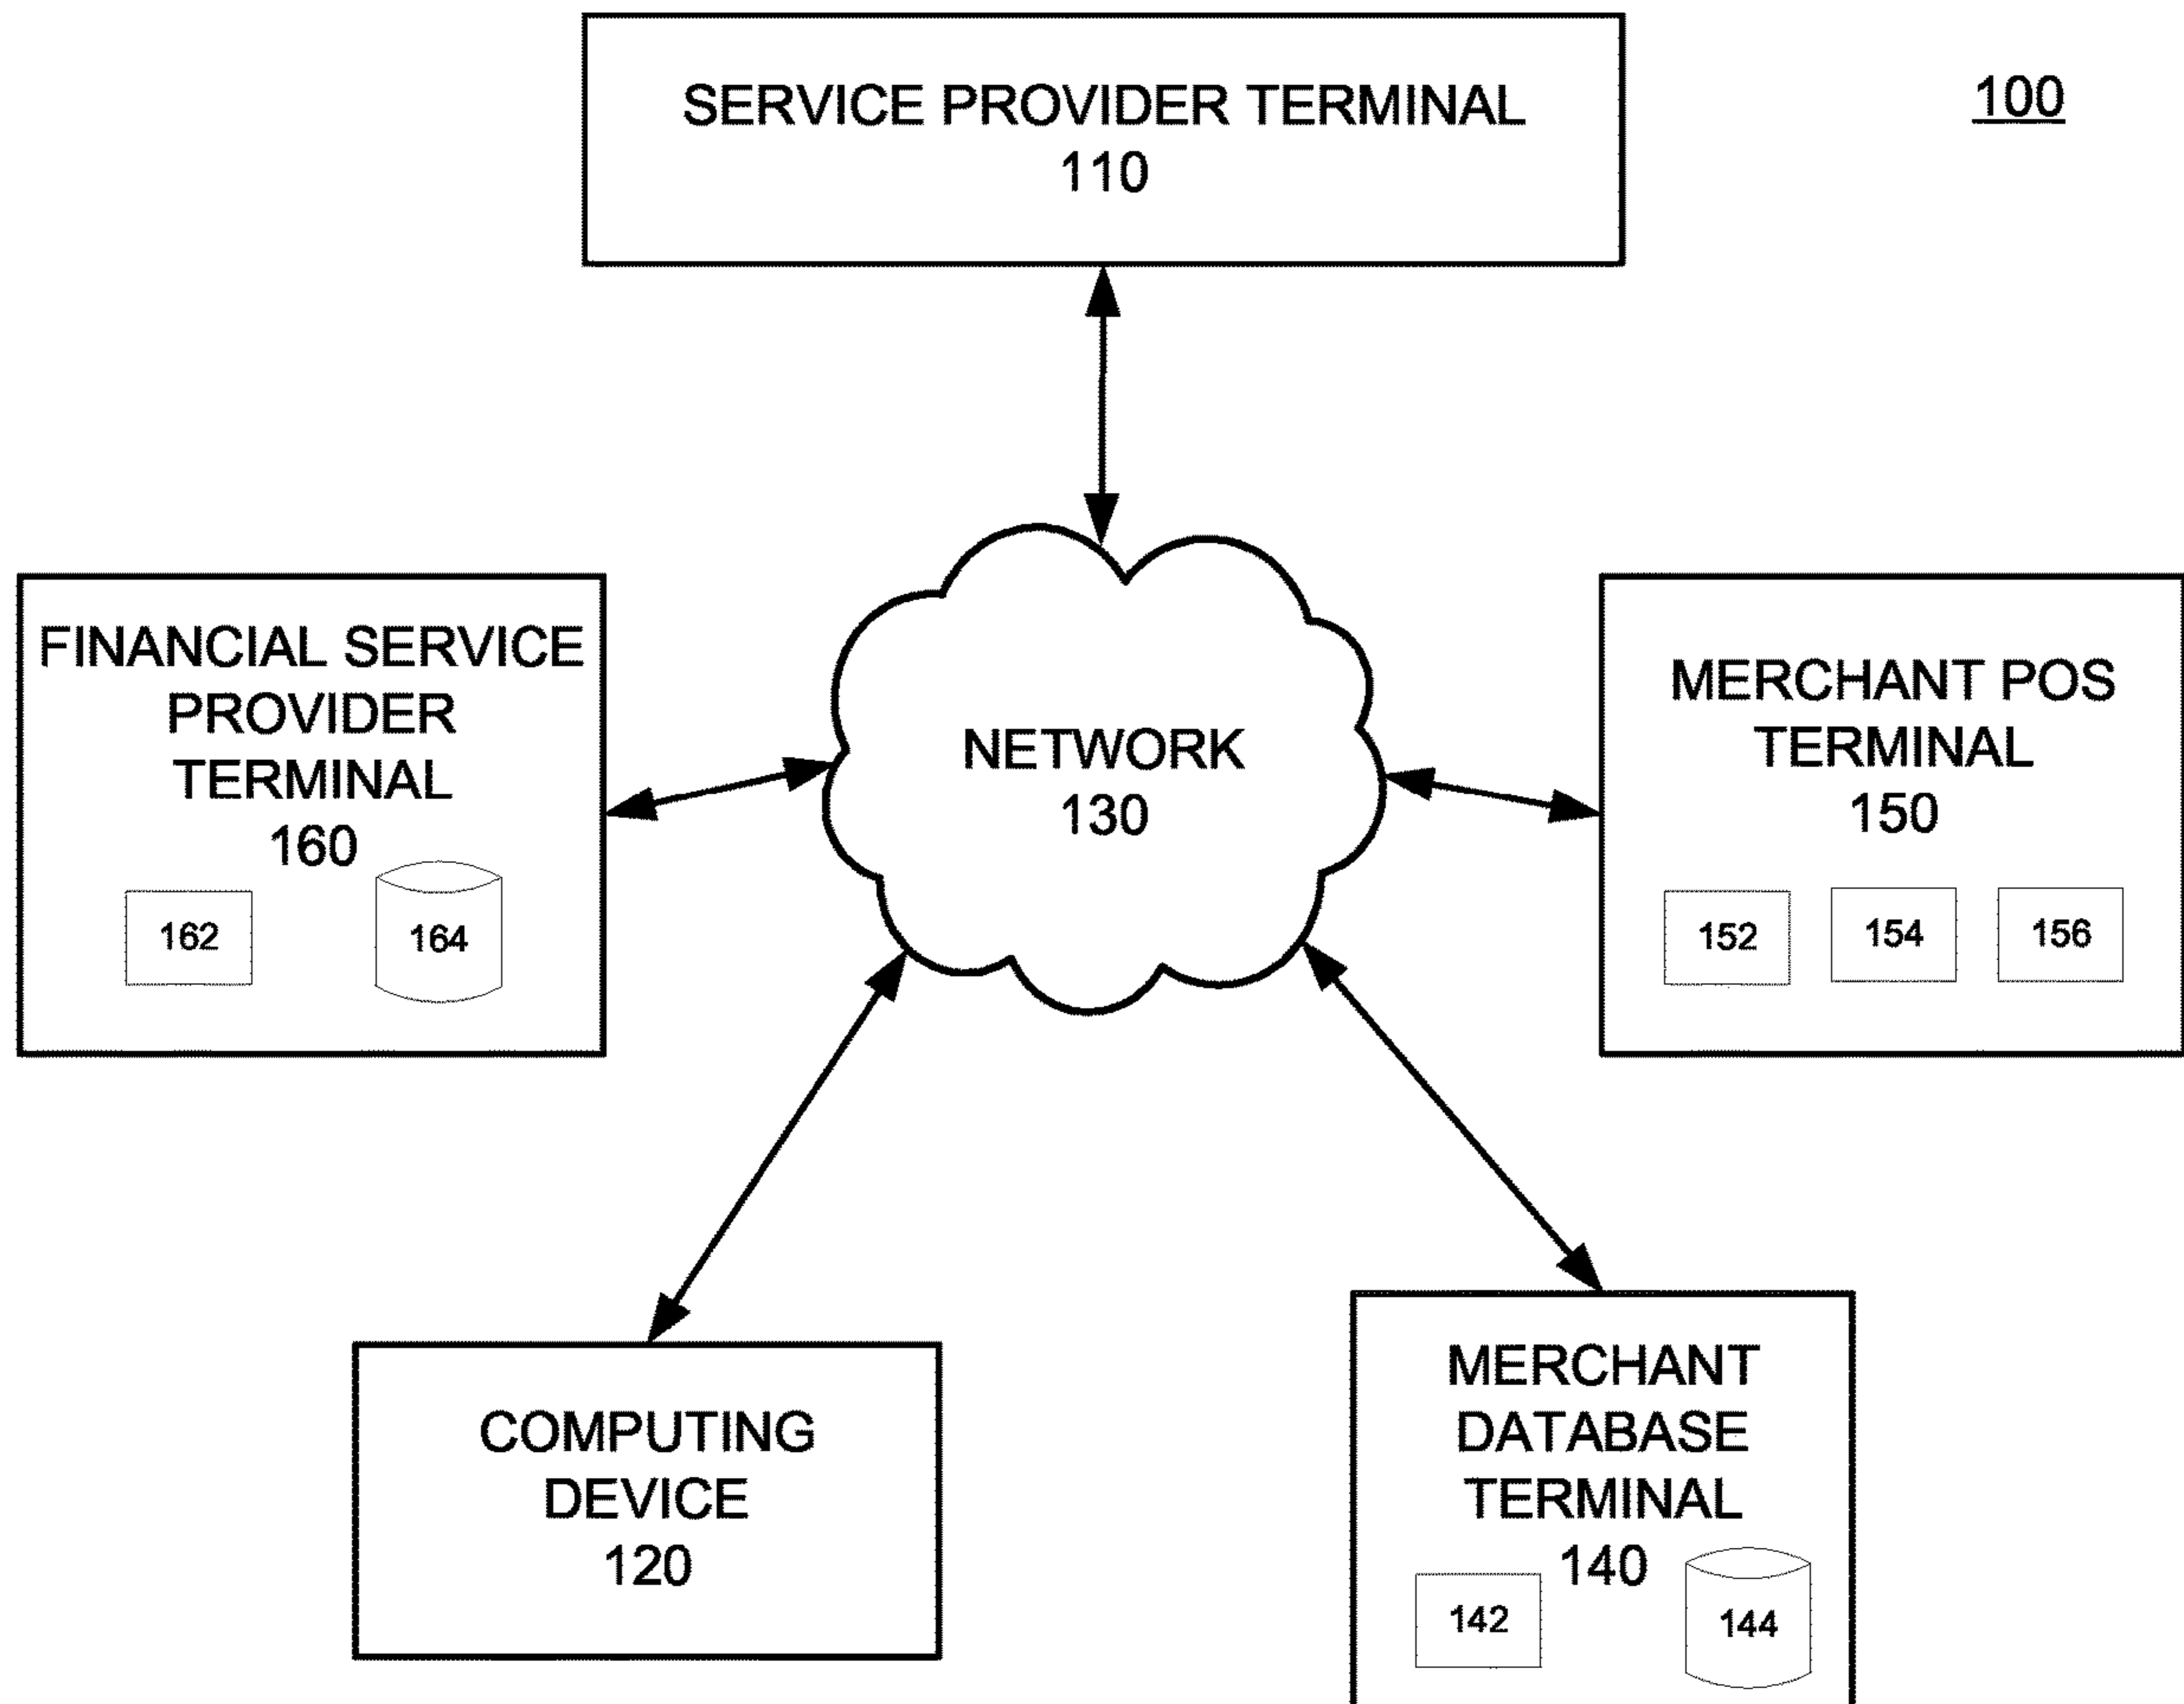 SERVICE PROVIDER TERMINAL
110
100
FINANCIAL SERVICE
PROVIDER
TERMINAL
160
162
164
NETWORK
130
MERCHANT POS
TERMINAL
150
152
154
156
COMPUTING
DEVICE
120
MERCHANT
DATABASE
TERMINAL
140
142
144